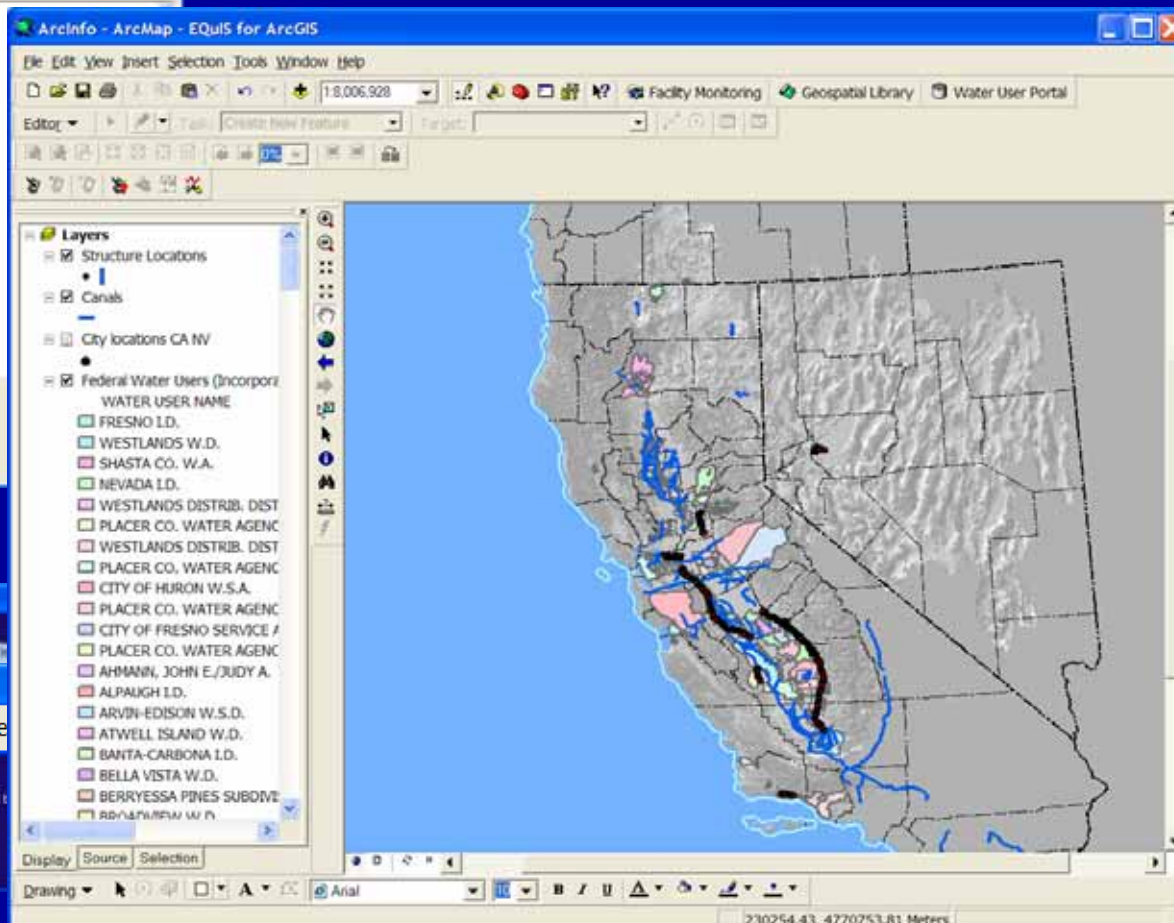 ArcInfo - ArcMap - EQuIS for ArcGIS
File Edit View Insert Selection Tools Window Help
1:8,006,928 Facility Monitoring Geospatial Library Water User Portal
Editor Task: Create New Feature Target:
0%
Layers
Structure Locations
Canals
City locations CA NV
Federal Water Users (Incorpora
WATER USER NAME
FRESNO I.D.
WESTLANDS W.D.
SHASTA CO. W.A.
NEVADA I.D.
WESTLANDS DISTRIB. DIST
PLACER CO. WATER AGENC
WESTLANDS DISTRIB. DIST
PLACER CO. WATER AGENC
CITY OF HURON W.S.A.
PLACER CO. WATER AGENC
CITY OF FRESNO SERVICE A
PLACER CO. WATER AGENC
AHMANN, JOHN E./JUDY A.
ALPAUGH I.D.
ARVIN-EDISON W.S.D.
ATWELL ISLAND W.D.
BANTA-CARBONA I.D.
BELLA VISTA W.D.
BERRYESSA PINES SUBDIVI
BROADVIEW W.D.
Display Source Selection
Drawing A Arial 10 B I U A
230254.43 4770753.81 Meters